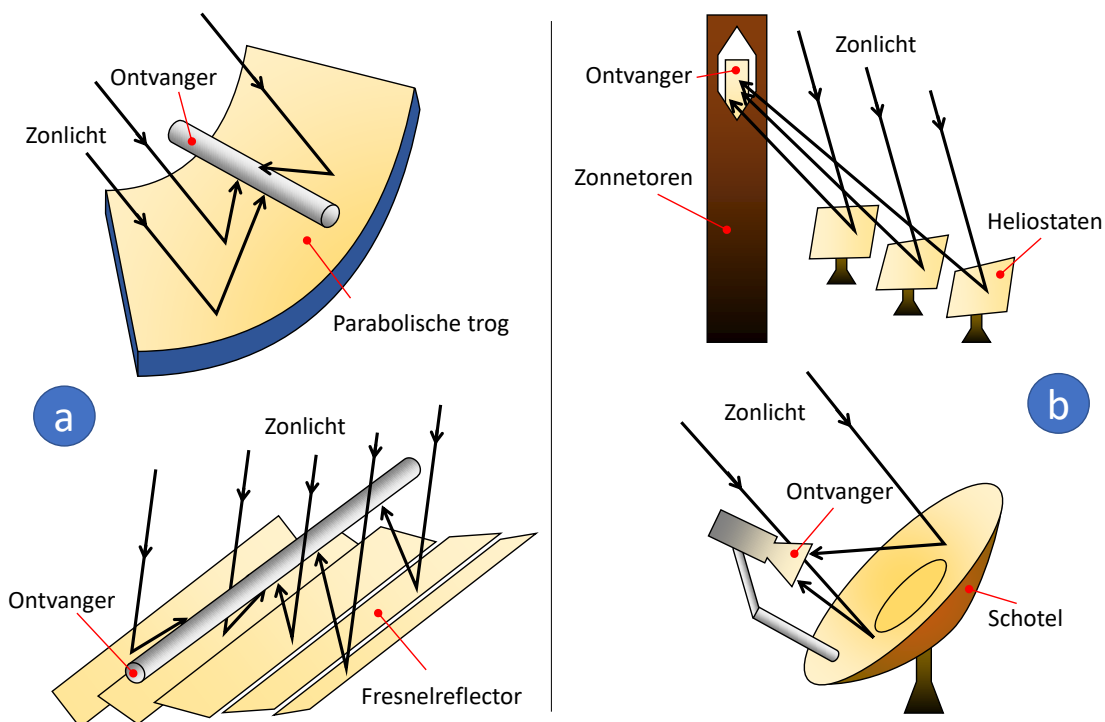 Ontvanger
Zonlicht
Parabolische trog
a
Zonlicht
Ontvanger
Fresnelreflector
Zonlicht
Ontvanger
Zonnetoren
Heliostaten
b
Zonlicht
Ontvanger
Schotel